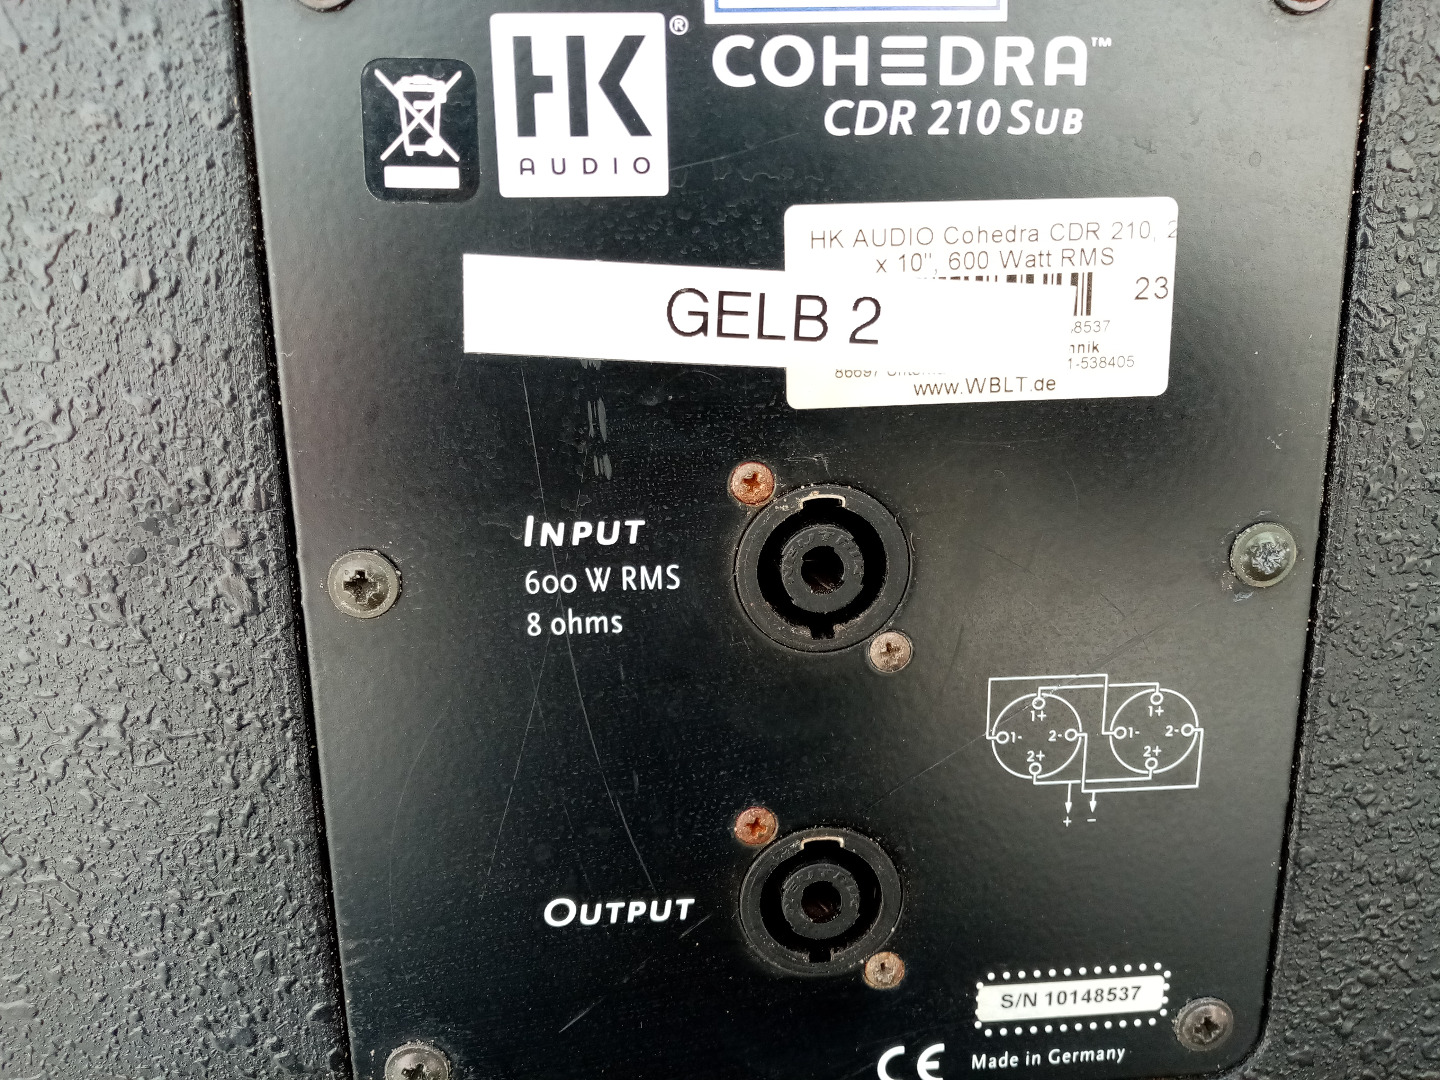 HK ®
AUDIO
COHEDRA™
CDR 210 SUB
HK AUDIO Cohedra CDR 210, 2
x 10", 600 Watt RMS
23
8537
GELB 2
nik
1-538405
www.WBLT.de
INPUT
600 W RMS
8 ohms
1+ 1+
1- 2- 1- 2-
2+ 2+
+ −
OUTPUT
S/N 10148537
CE Made in Germany